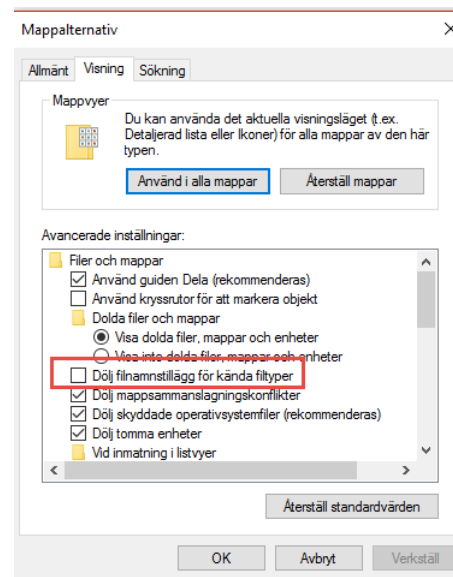 Mappalternativ
Allmänt Visning Sökning
Mappvyer
Du kan använda det aktuella visningsläget (t.ex.
Detaljerad lista eller Ikoner) för alla mappar av den här
typen.
Använd i alla mappar Återställ mappar
Avancerade inställningar:
Filer och mappar
Använd guiden Dela (rekommenderas)
Använd kryssrutor för att markera objekt
Dolda filer och mappar
Visa dolda filer, mappar och enheter
Visa inte dolda filer, mappar och enheter
Dölj filnamnstillägg för kända filtyper
Dölj mappsammanslagningskonflikter
Dölj skyddade operativsystemfiler (rekommenderas)
Dölj tomma enheter
Vid inmatning i listvyer
Återställ standardvärden
OK Avbryt Verkställ